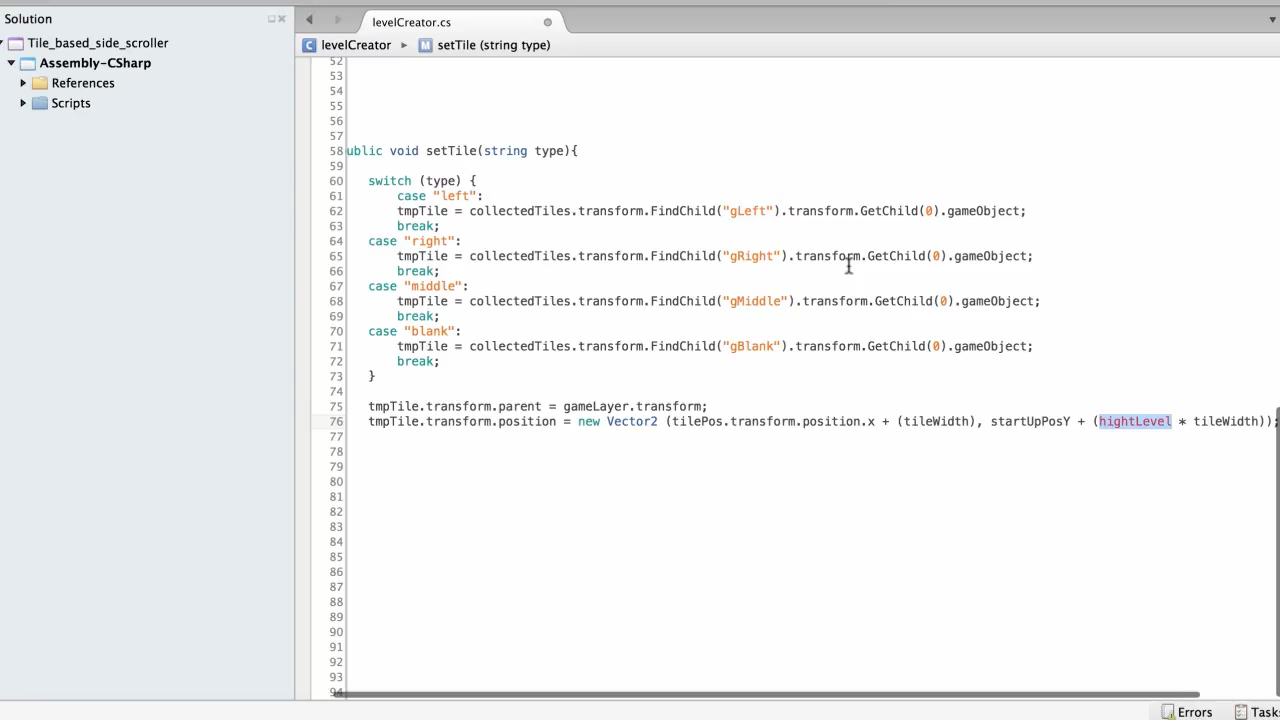 Solution
levelCreator.cs
Tile_based_side_scroller
levelCreator
setTile (string type)
Assembly-CSharp
References
Scripts
52
53
54
55
56
57
58 ublic void setTile(string type){
59
60 switch (type) {
61 case "left":
62 tmpTile = collectedTiles.transform.FindChild("gLeft").transform.GetChild(0).gameObject;
63 break;
64 case "right":
65 tmpTile = collectedTiles.transform.FindChild("gRight").transform.GetChild(0).gameObject;
66 break;
67 case "middle":
68 tmpTile = collectedTiles.transform.FindChild("gMiddle").transform.GetChild(0).gameObject;
69 break;
70 case "blank":
71 tmpTile = collectedTiles.transform.FindChild("gBlank").transform.GetChild(0).gameObject;
72 break;
73 }
74
75 tmpTile.transform.parent = gameLayer.transform;
76 tmpTile.transform.position = new Vector2 (tilePos.transform.position.x + (tileWidth), startUpPosY + (hightLevel * tileWidth));
77
78
79
80
81
82
83
84
85
86
87
88
89
90
91
92
93
94
Errors
Task